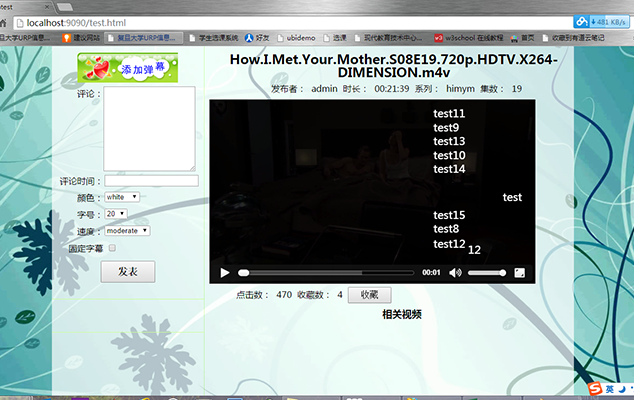 test
localhost:9090/test.html
481 KB/s
旦大学URP信息... 建议网站 复旦大学URP信息... 学生选课系统 好友 ubidemo 选课 现代教育技术中心... w3school 在线教程 首页 收藏到有道云笔记
添加弹幕
How.I.Met.Your.Mother.S08E19.720p.HDTV.X264-
DIMENSION.m4v
发布者： admin 时长： 00:21:39 系列： himym 集数： 19
评论：
评论时间：
颜色： white
字号： 20
速度： moderate
固定字幕
发表
test11
test9
test13
test10
test14
test
test15
test8
test12
12
00:01
点击数： 470 收藏数： 4 收藏
相关视频
英